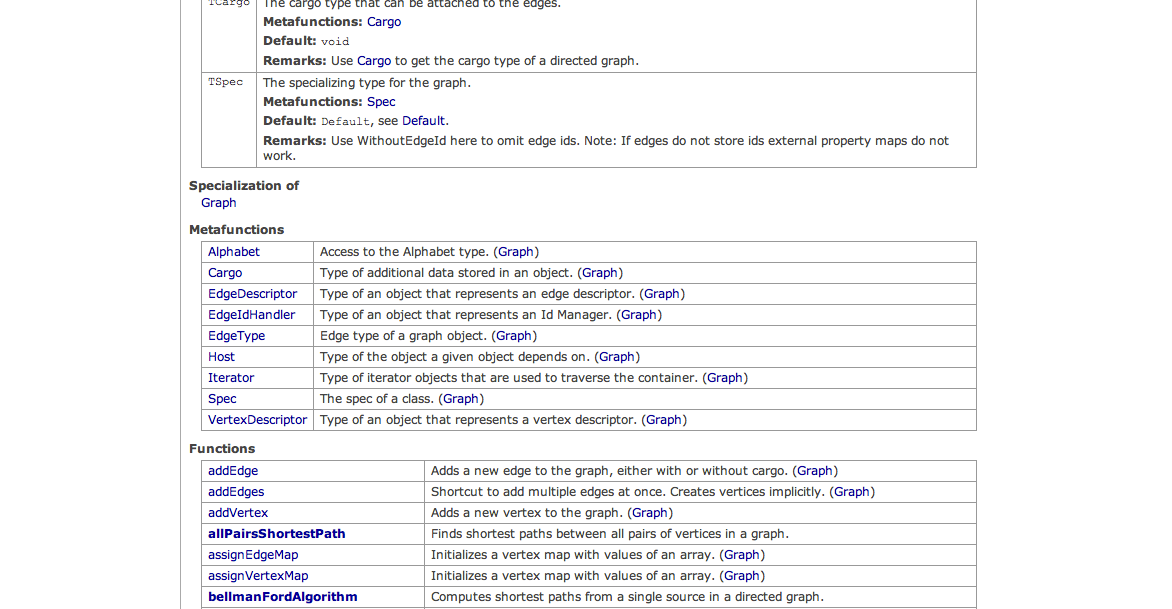 TCargo The cargo type that can be attached to the edges.
Metafunctions: Cargo
Default: void
Remarks: Use Cargo to get the cargo type of a directed graph.
TSpec The specializing type for the graph.
Metafunctions: Spec
Default: Default, see Default.
Remarks: Use WithoutEdgeId here to omit edge ids. Note: If edges do not store ids external property maps do not
work.
Specialization of
Graph
Metafunctions
Alphabet Access to the Alphabet type. (Graph)
Cargo Type of additional data stored in an object. (Graph)
EdgeDescriptor Type of an object that represents an edge descriptor. (Graph)
EdgeIdHandler Type of an object that represents an Id Manager. (Graph)
EdgeType Edge type of a graph object. (Graph)
Host Type of the object a given object depends on. (Graph)
Iterator Type of iterator objects that are used to traverse the container. (Graph)
Spec The spec of a class. (Graph)
VertexDescriptor Type of an object that represents a vertex descriptor. (Graph)
Functions
addEdge Adds a new edge to the graph, either with or without cargo. (Graph)
addEdges Shortcut to add multiple edges at once. Creates vertices implicitly. (Graph)
addVertex Adds a new vertex to the graph. (Graph)
allPairsShortestPath Finds shortest paths between all pairs of vertices in a graph.
assignEdgeMap Initializes a vertex map with values of an array. (Graph)
assignVertexMap Initializes a vertex map with values of an array. (Graph)
bellmanFordAlgorithm Computes shortest paths from a single source in a directed graph.